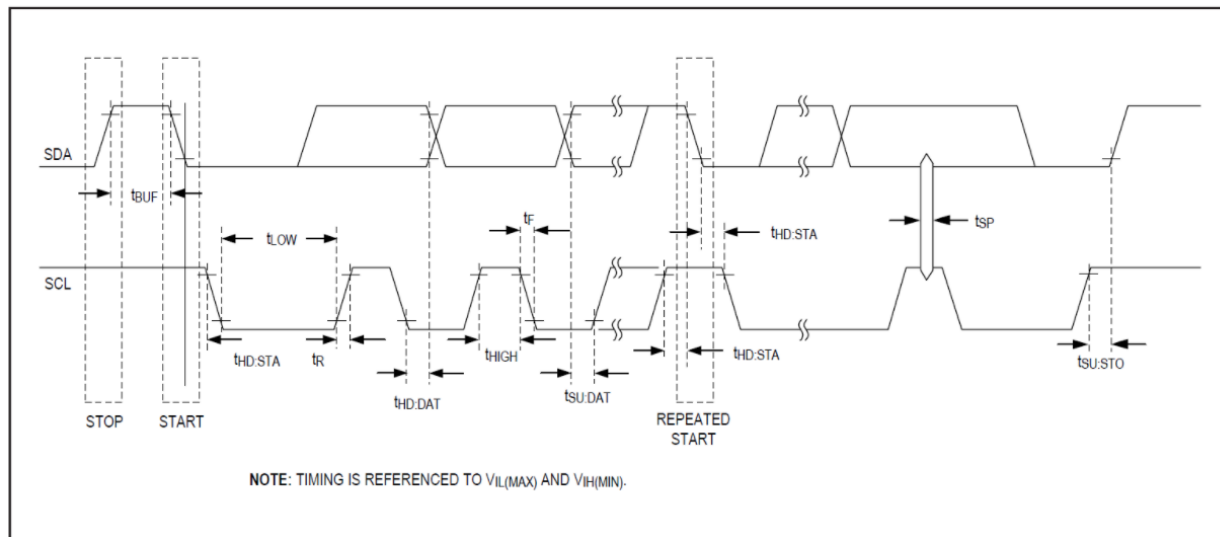 SDA
tBUF
tLOW
tF
tHD:STA
tSP
SCL
tHD:STA
tR
tHD:DAT
tHIGH
tSU:DAT
tHD:STA
tSU:STO
STOP
START
REPEATED
START
NOTE: TIMING IS REFERENCED TO VIL(MAX) AND VIH(MIN).